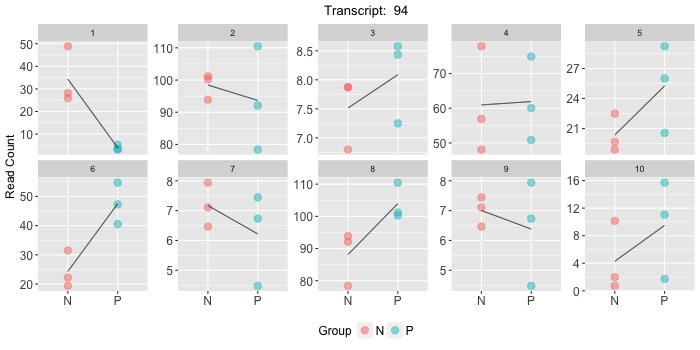 Transcript: 94
1 2 3 4 5
50 40 30 20 10
110 100 90 80
8.5 8.0 7.5 7.0
70 60 50
27 24 21
Read Count
6 7 8 9 10
50 40 30 20
8 7 6 5
110 100 90 80
8 7 6 5
16 12 8 4 0
N P N P N P N P N P
Group N P